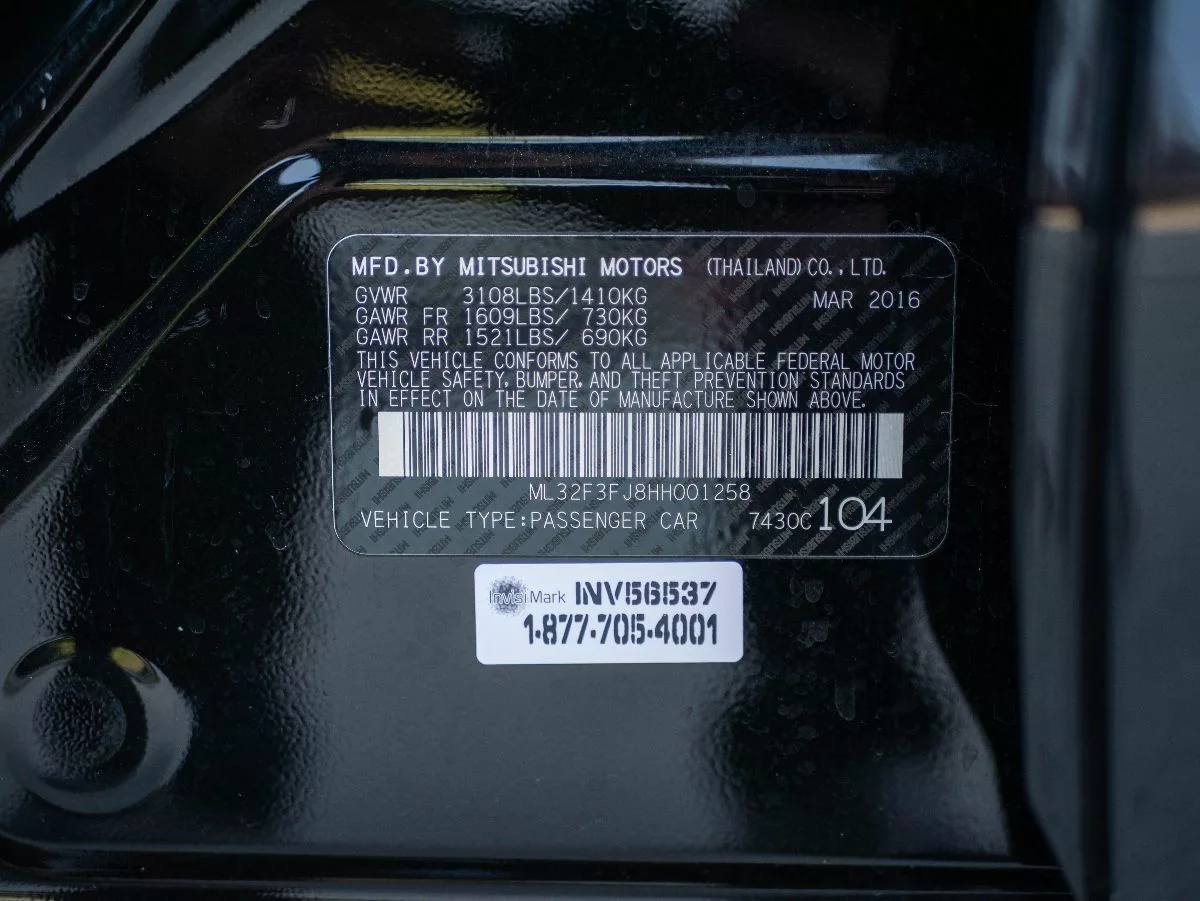 MFD.BY MITSUBISHI MOTORS (THAILAND) CO., LTD.
GVWR 3108LBS/1410KG MAR 2016
GAWR FR 1609LBS/ 730KG
GAWR RR 1521LBS/ 690KG
THIS VEHICLE CONFORMS TO ALL APPLICABLE FEDERAL MOTOR
VEHICLE SAFETY, BUMPER, AND THEFT PREVENTION STANDARDS
IN EFFECT ON THE DATE OF MANUFACTURE SHOWN ABOVE.
ML32F3FJ8HH001258
VEHICLE TYPE:PASSENGER CAR 7430C 104
InvisiMark INV56537
1-877-705-4001